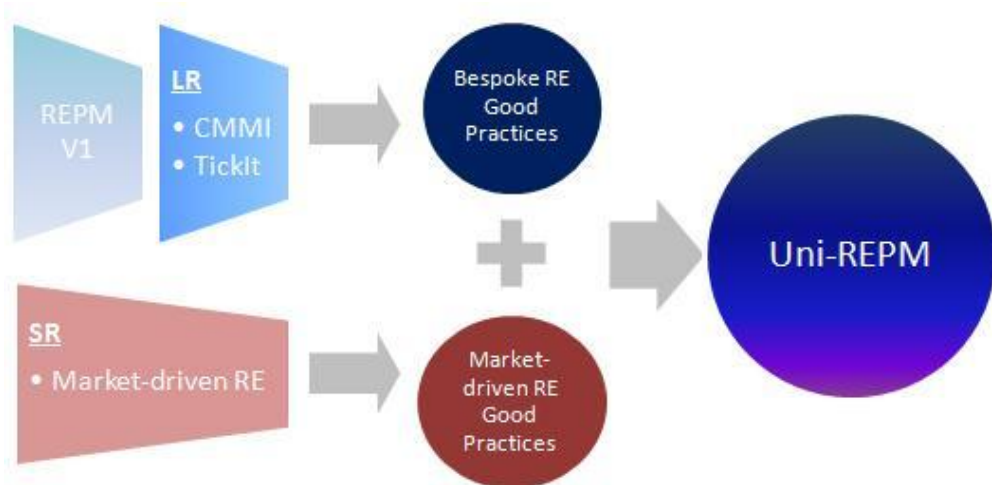 REPM
V1
LR
• CMMI
• TickIt
Bespoke RE
Good
Practices
SR
• Market-driven RE
Market-
driven RE
Good
Practices
Uni-REPM